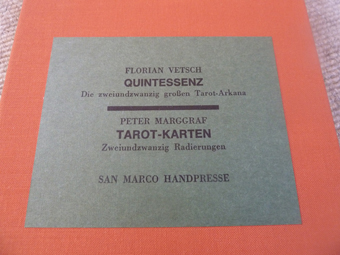 FLORIAN VETSCH
QUINTESSENZ
Die zweiundzwanzig großen Tarot-Arkana
PETER MARGGRAF
TAROT-KARTEN
Zweiundzwanzig Radierungen
SAN MARCO HANDPRESSE